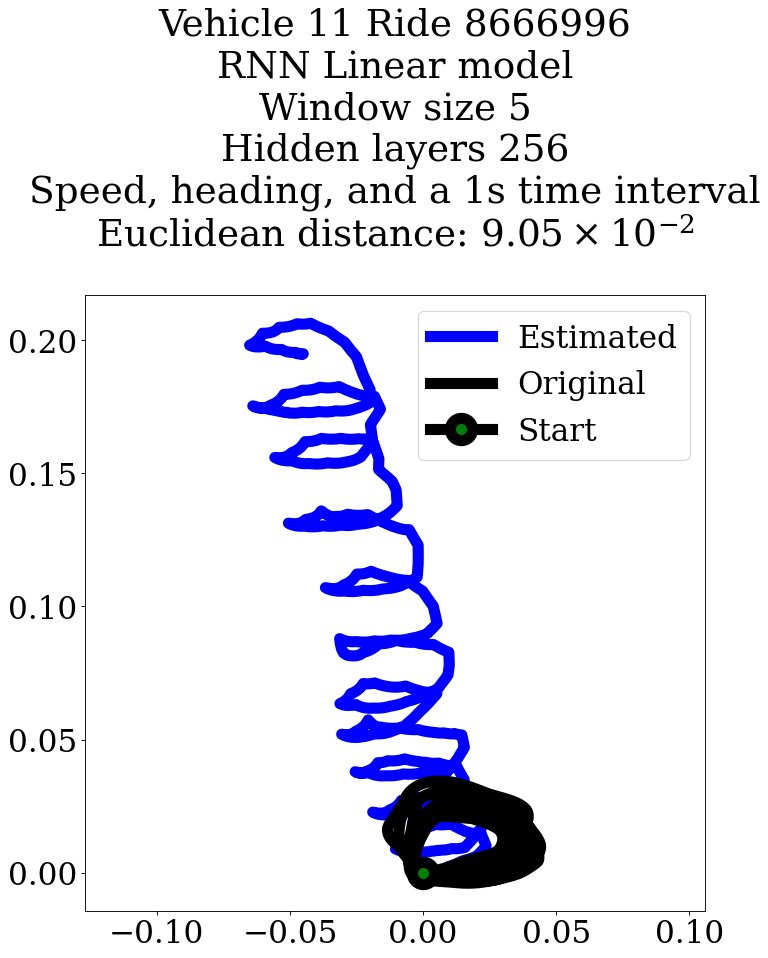 Vehicle 11 Ride 8666996
RNN Linear model
Window size 5
Hidden layers 256
Speed, heading, and a 1s time interval
Euclidean distance: 9.05 × 10⁻²
Estimated
Original
Start
0.20
0.15
0.10
0.05
0.00
−0.10
−0.05
0.00
0.05
0.10